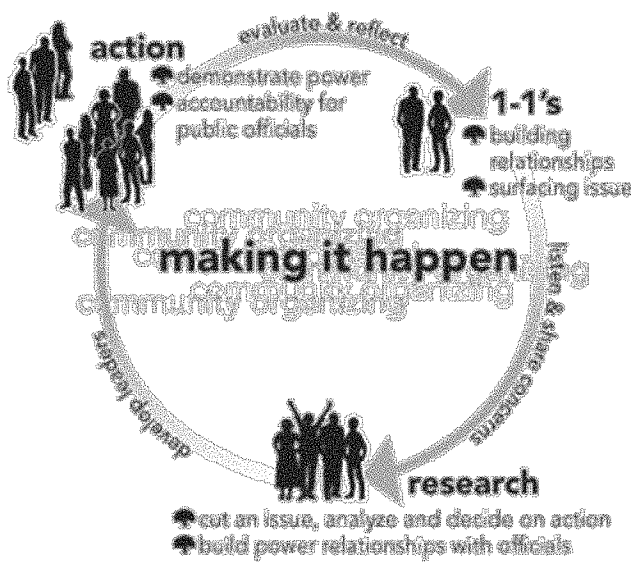 evaluate & reflect
action
demonstrate power
accountability for
public officials
1-1's
building
relationships
surfacing issue
community organizing
community organizing
making it happen
community organizing
community organizing
listen & share concerns
develop leaders
research
cut an issue, analyze and decide on action
build power relationships with officials